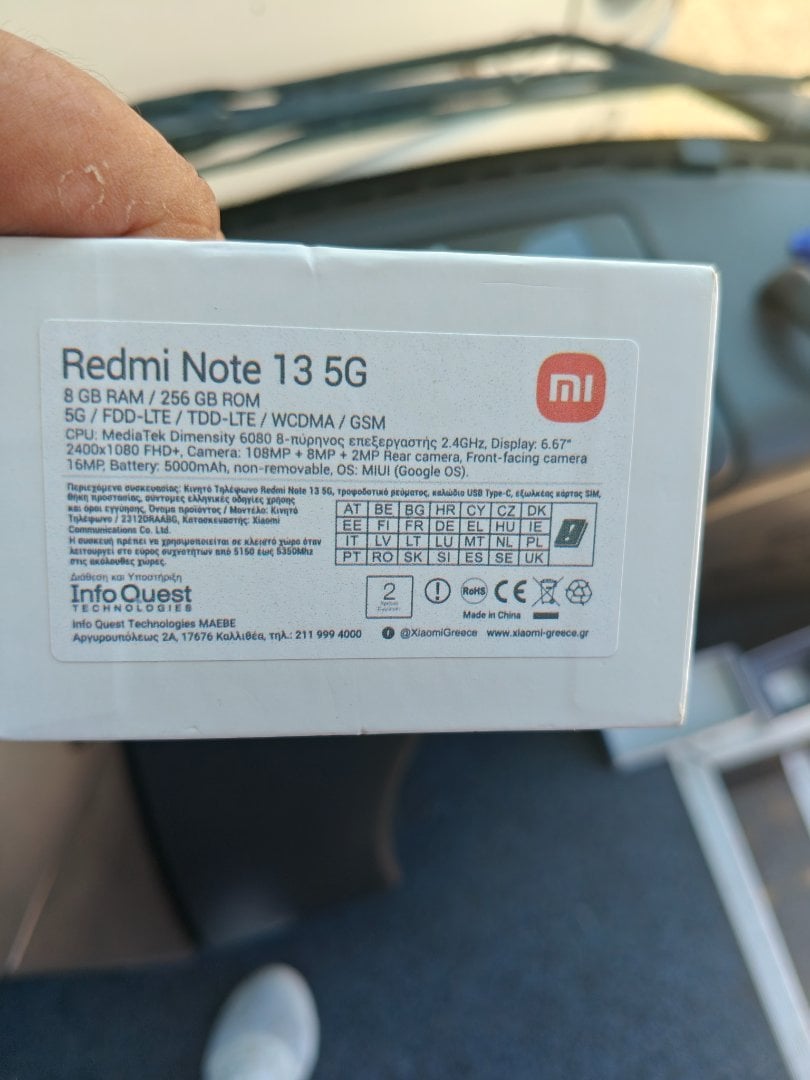 Redmi Note 13 5G
mi
8 GB RAM / 256 GB ROM
5G / FDD-LTE / TDD-LTE / WCDMA / GSM
CPU: MediaTek Dimensity 6080 8-πύρηνος επεξεργαστής 2.4GHz, Display: 6.67"
2400x1080 FHD+, Camera: 108MP + 8MP + 2MP Rear camera, Front-facing camera
16MP, Battery: 5000mAh, non-removable, OS: MIUI (Google OS).
Περιεχόμενα συσκευασίας: Κινητό Τηλέφωνο Redmi Note 13 5G, τροφοδοτικό ρεύματος, καλώδιο USB Type-C, εξωλκέας κάρτας SIM,
θήκη προστασίας, σύντομες ελληνικές οδηγίες χρήσης
και όροι εγγύησης, Όνομα προϊόντος / Μοντέλο: Κινητό
Τηλέφωνο / 2312DRAABG, Κατασκευαστής: Xiaomi
Communications Co. Ltd.
Η συσκευή πρέπει να χρησιμοποιείται σε κλειστό χώρο όταν
λειτουργεί στο εύρος συχνοτήτων από 5150 έως 5350Mhz
στις ακόλουθες χώρες.
AT BE BG HR CY CZ DK
EE FI FR DE EL HU IE
IT LV LT LU MT NL PL
PT RO SK SI ES SE UK
Διάθεση και Υποστήριξη
Info Quest
TECHNOLOGIES
2
RoHS
CE
Made in China
Info Quest Technologies ΜΑΕΒΕ
Αργυρουπόλεως 2Α, 17676 Καλλιθέα, τηλ.: 211 999 4000
@XiaomiGreece www.xiaomi-greece.gr